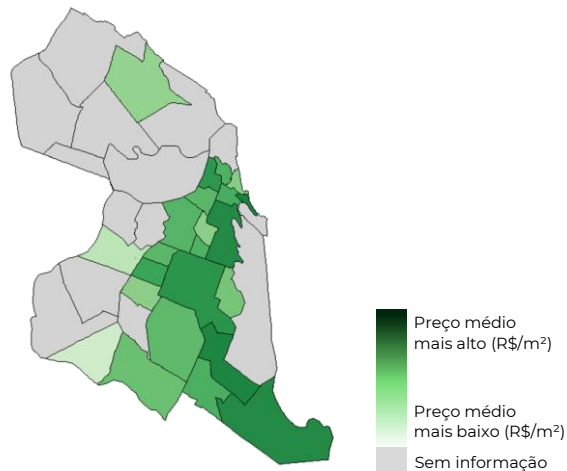 Preço médio
mais alto (R$/m²)
Preço médio
mais baixo (R$/m²)
Sem informação